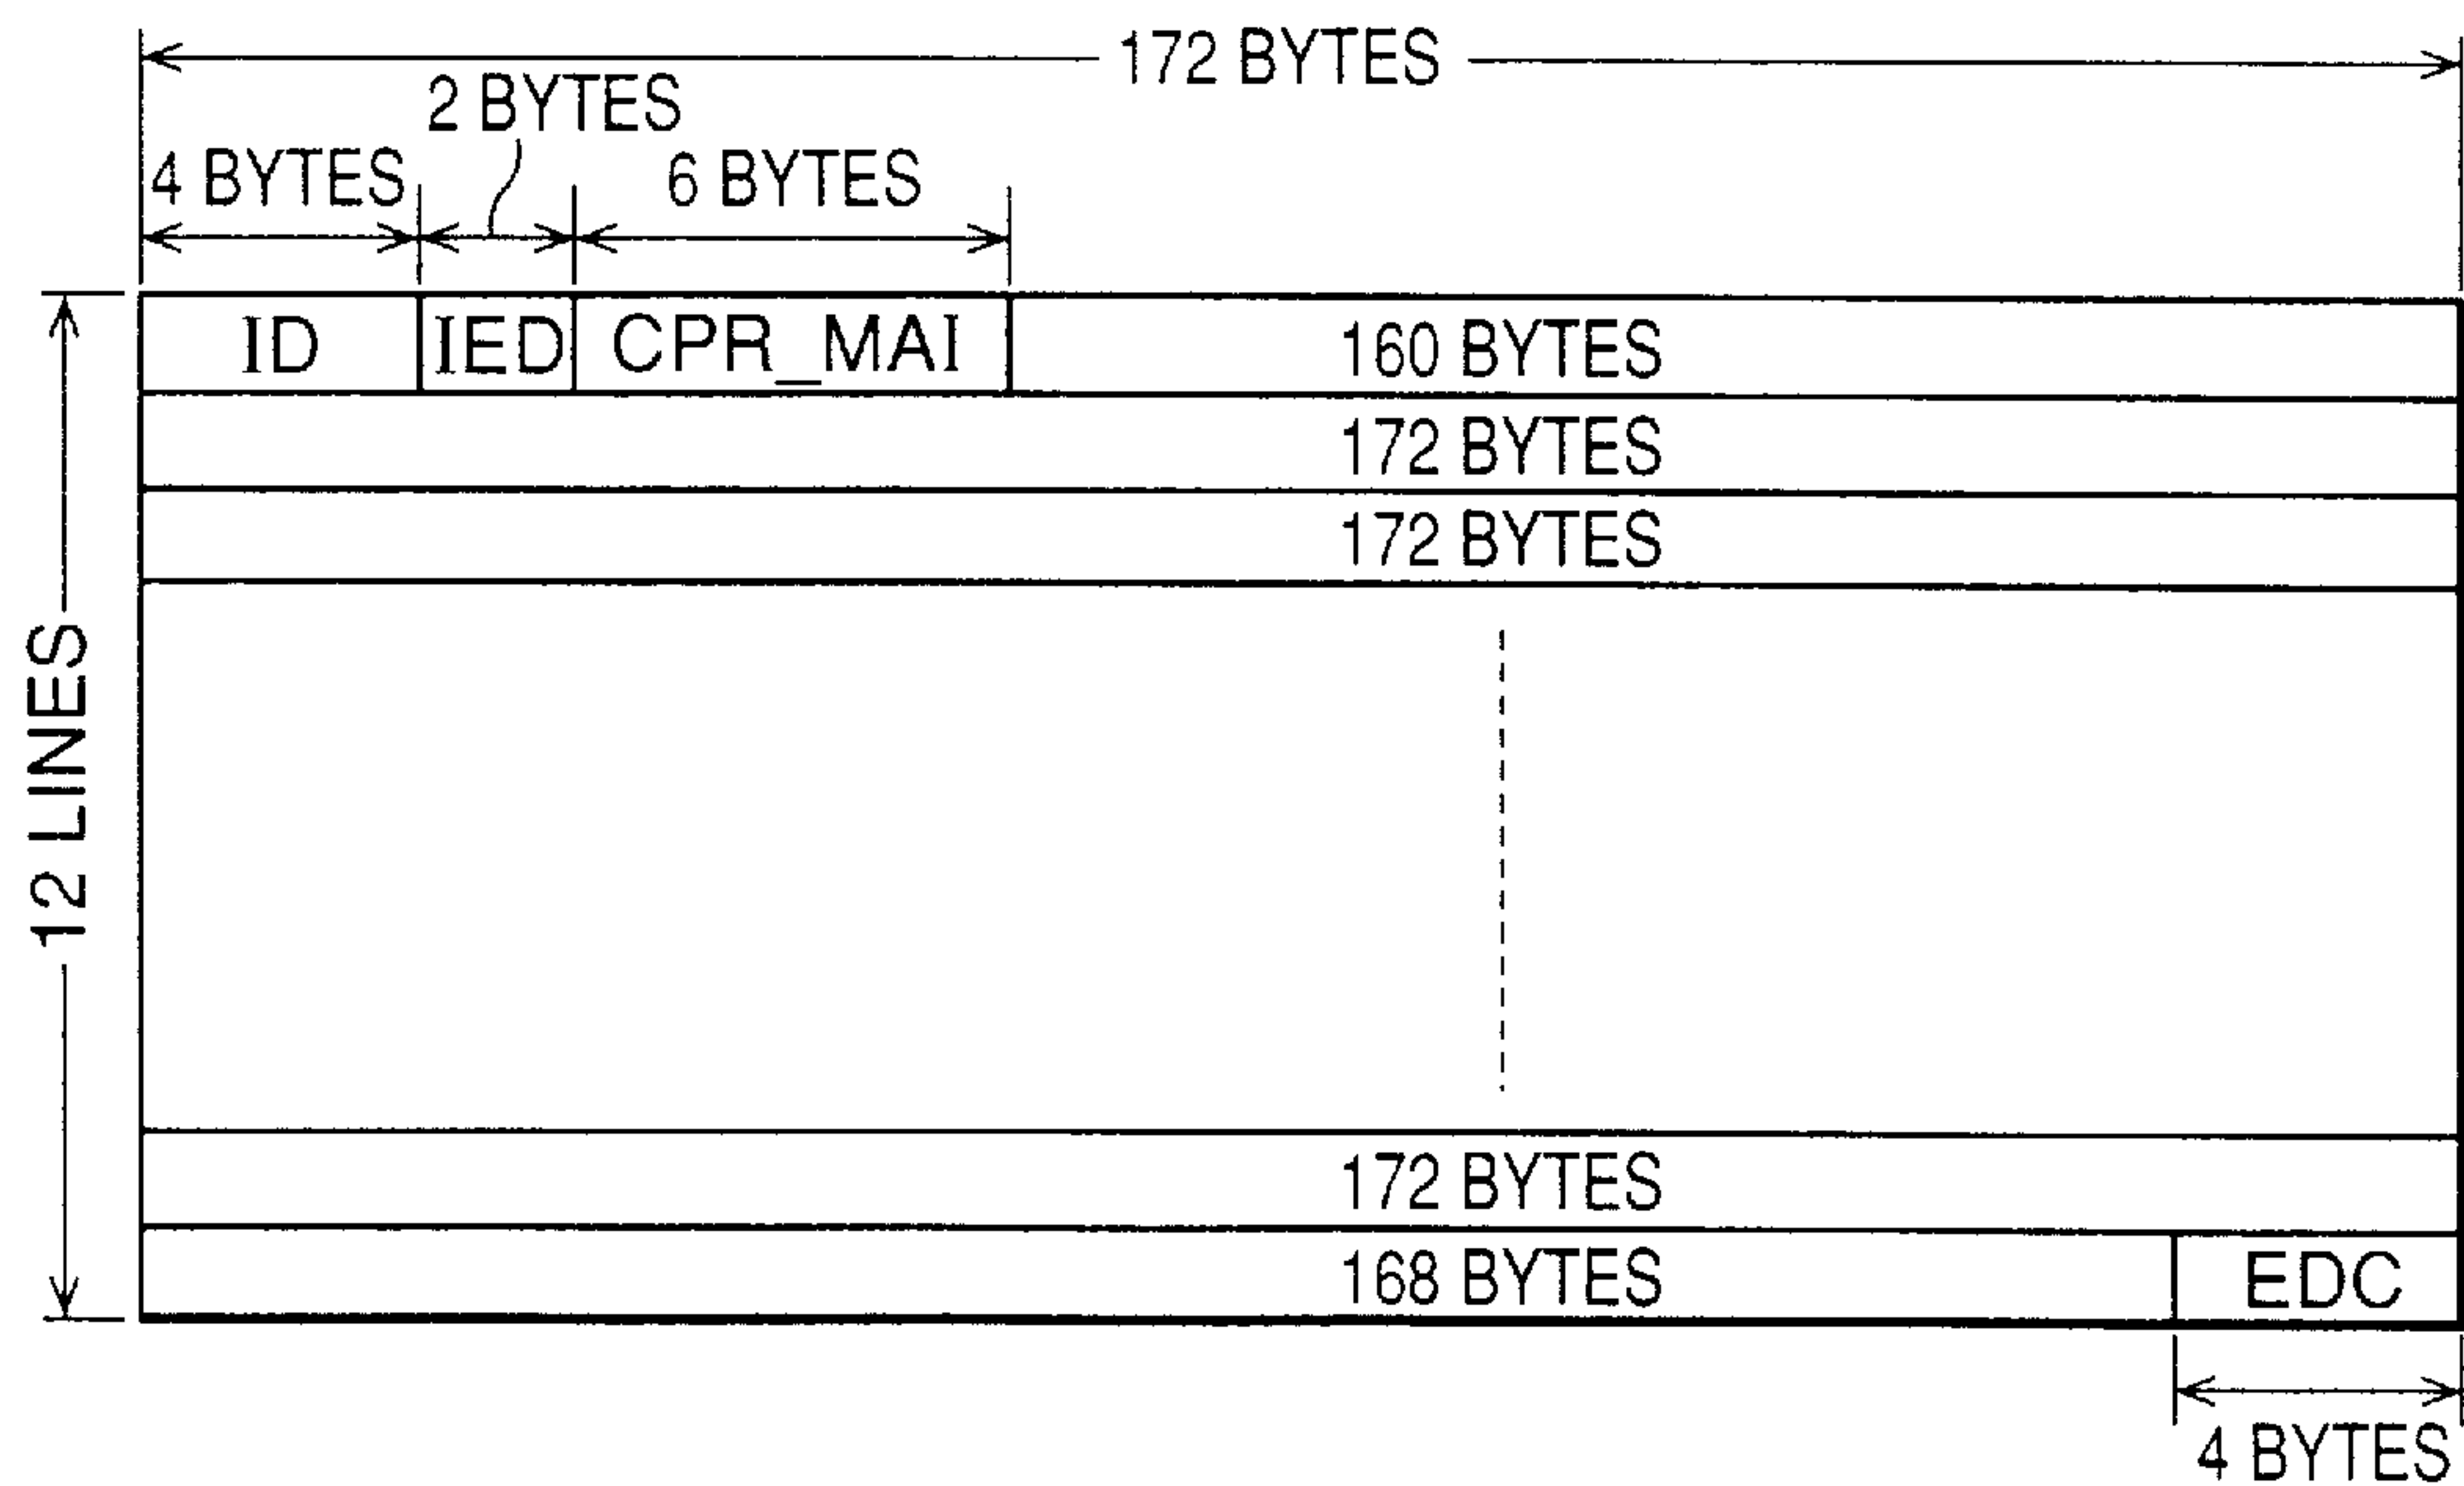 172 BYTES
2 BYTES
4 BYTES
6 BYTES
ID
IED
CPR_MAI
160 BYTES
172 BYTES
172 BYTES
12 LINES
172 BYTES
168 BYTES
EDC
4 BYTES